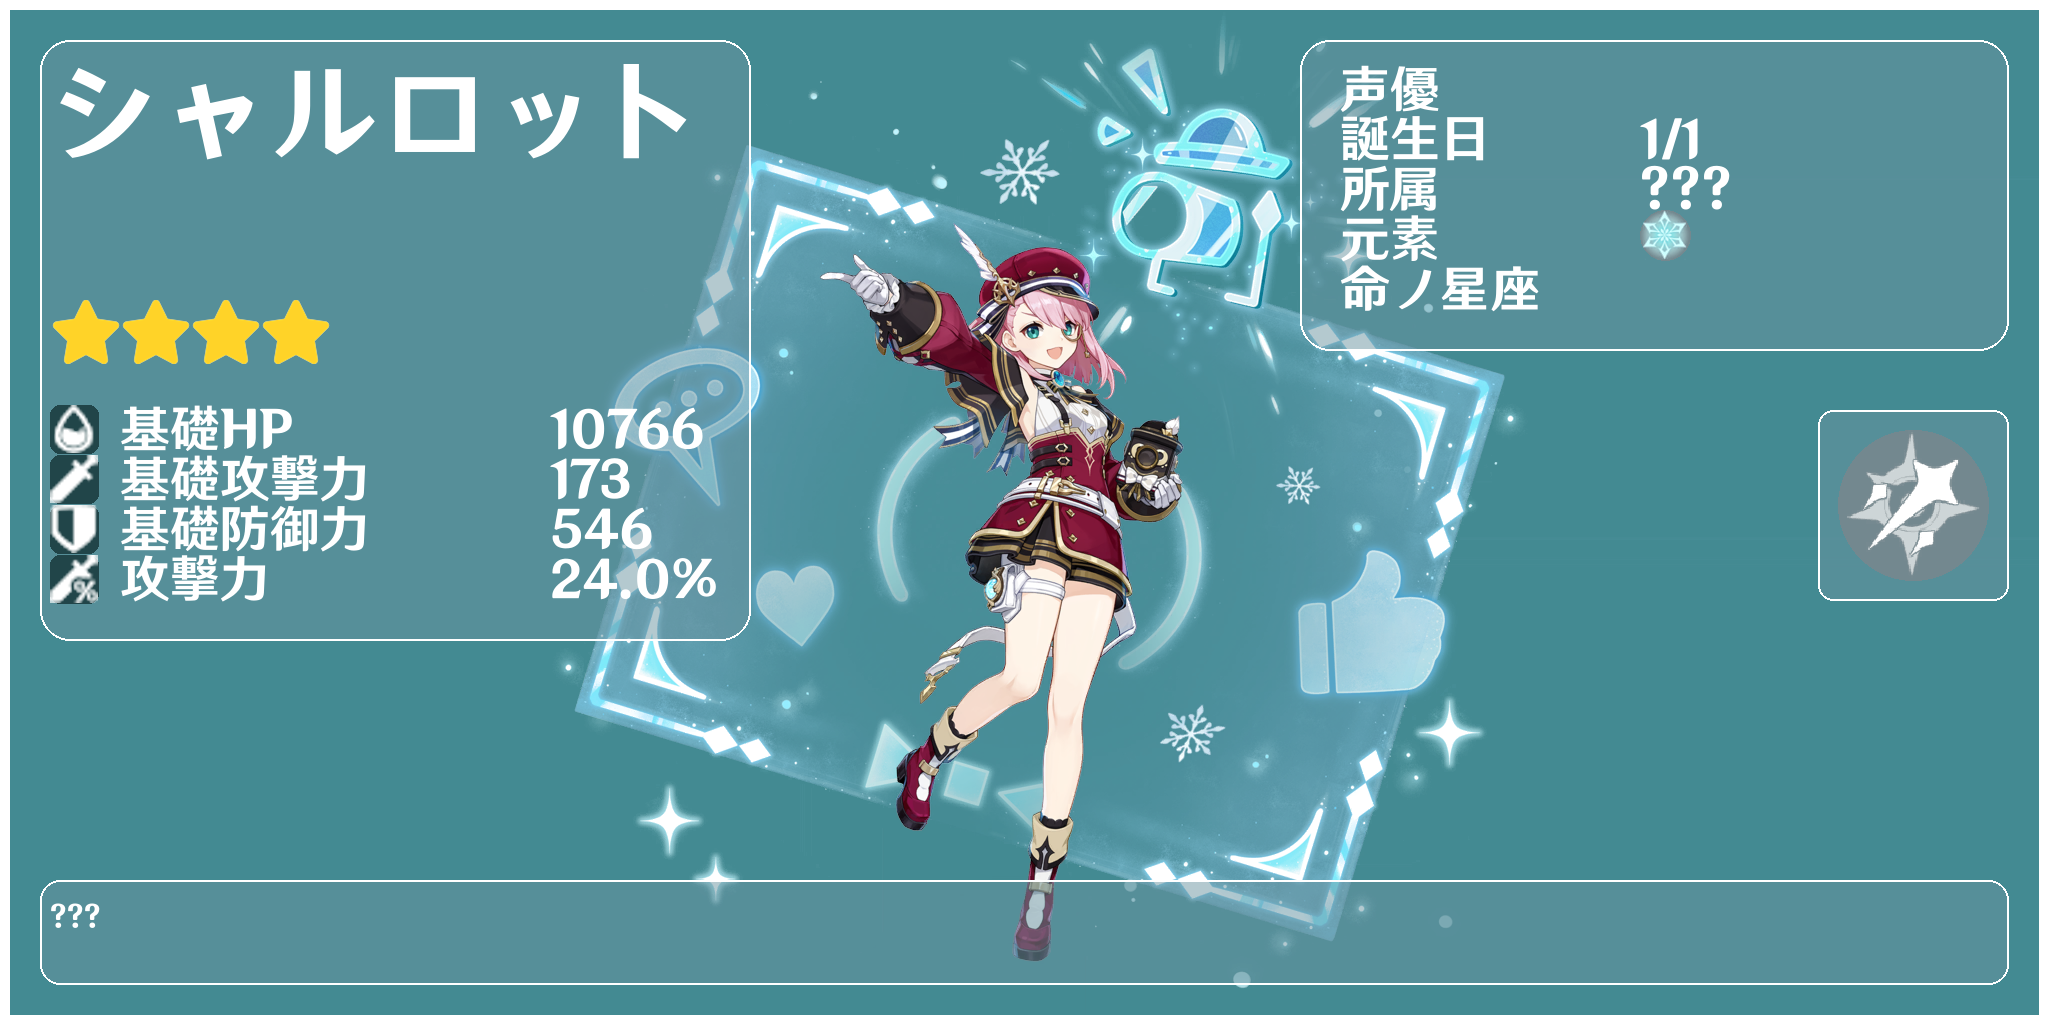 シャルロット
基礎HP 10766
基礎攻撃力 173
基礎防御力 546
攻撃力 24.0%
声優
誕生日 1/1
所属 ???
元素
命ノ星座
???